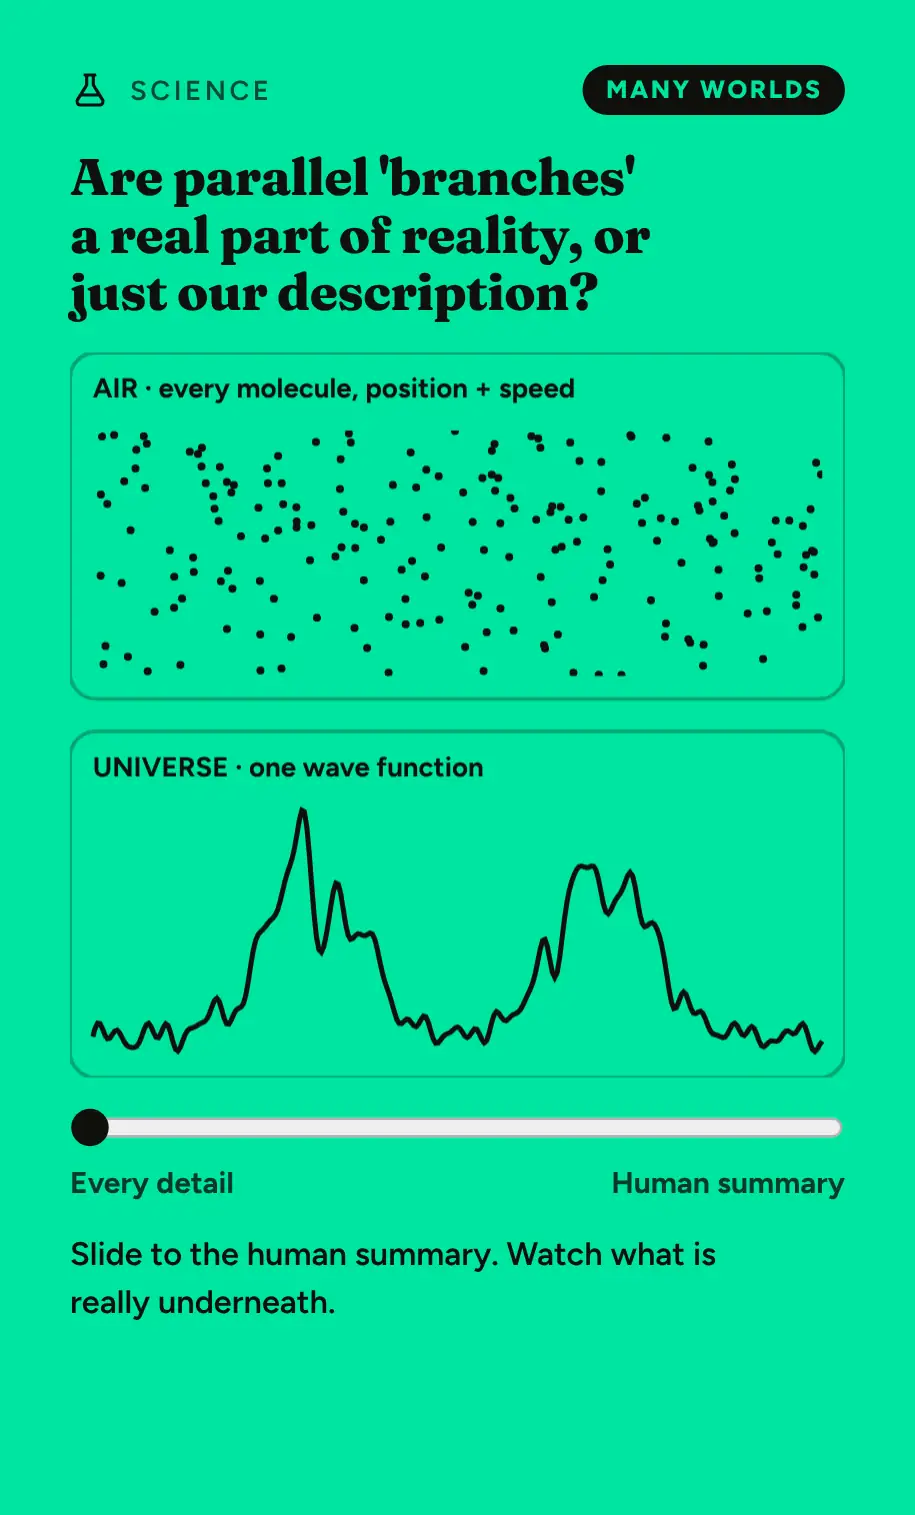 SCIENCE
MANY WORLDS
Are parallel 'branches'
a real part of reality, or
just our description?
AIR · every molecule, position + speed
UNIVERSE · one wave function
Every detail
Human summary
Slide to the human summary. Watch what is
really underneath.